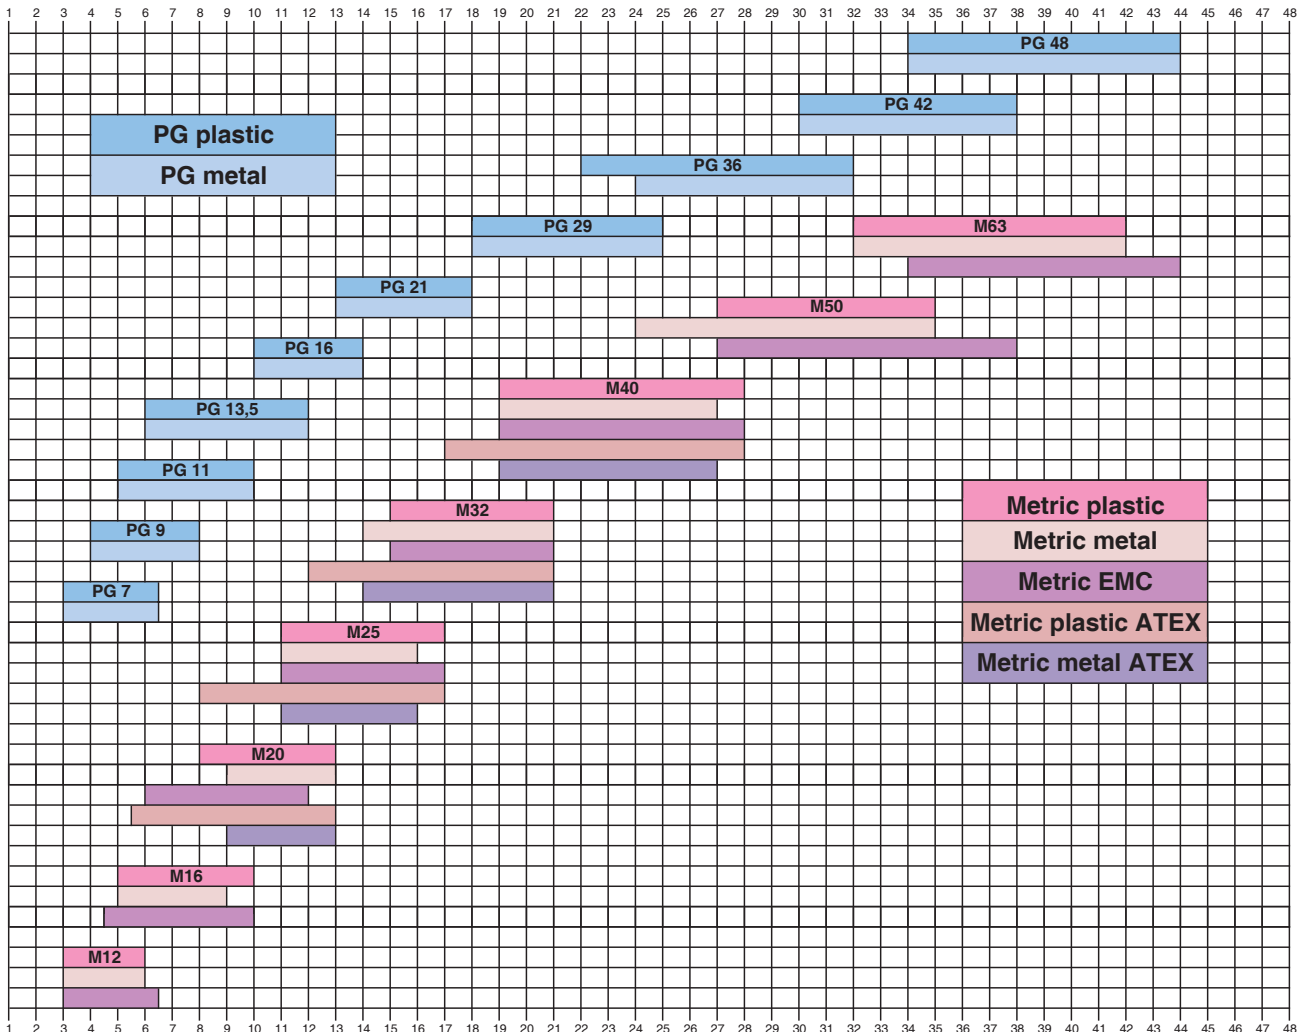 1 2 3 4 5 6 7 8 9 10 11 12 13 14 15 16 17 18 19 20 21 22 23 24 25 26 27 28 29 30 31 32 33 34 35 36 37 38 39 40 41 42 43 44 45 46 47 48
PG 48
PG 42
PG plastic
PG 36
PG metal
PG 29
M63
PG 21
M50
PG 16
M40
PG 13,5
PG 11
M32
Metric plastic
PG 9
Metric metal
Metric EMC
PG 7
Metric plastic ATEX
M25
Metric metal ATEX
M20
M16
M12
1 2 3 4 5 6 7 8 9 10 11 12 13 14 15 16 17 18 19 20 21 22 23 24 25 26 27 28 29 30 31 32 33 34 35 36 37 38 39 40 41 42 43 44 45 46 47 48